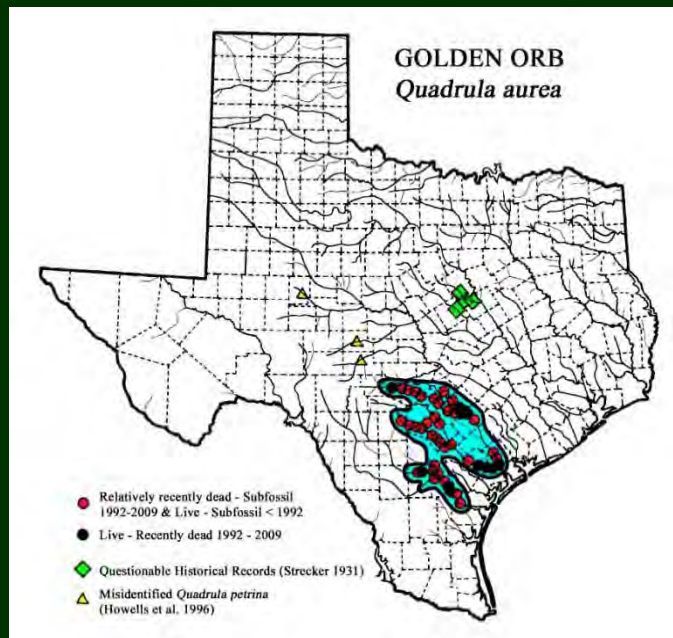 GOLDEN ORB
Quadrula aurea
Relatively recently dead - Subfossil
1992-2009 & Live - Subfossil < 1992
Live - Recently dead 1992 - 2009
Questionable Historical Records (Strecker 1931)
Misidentified Quadrula petrina
(Howells et al. 1996)